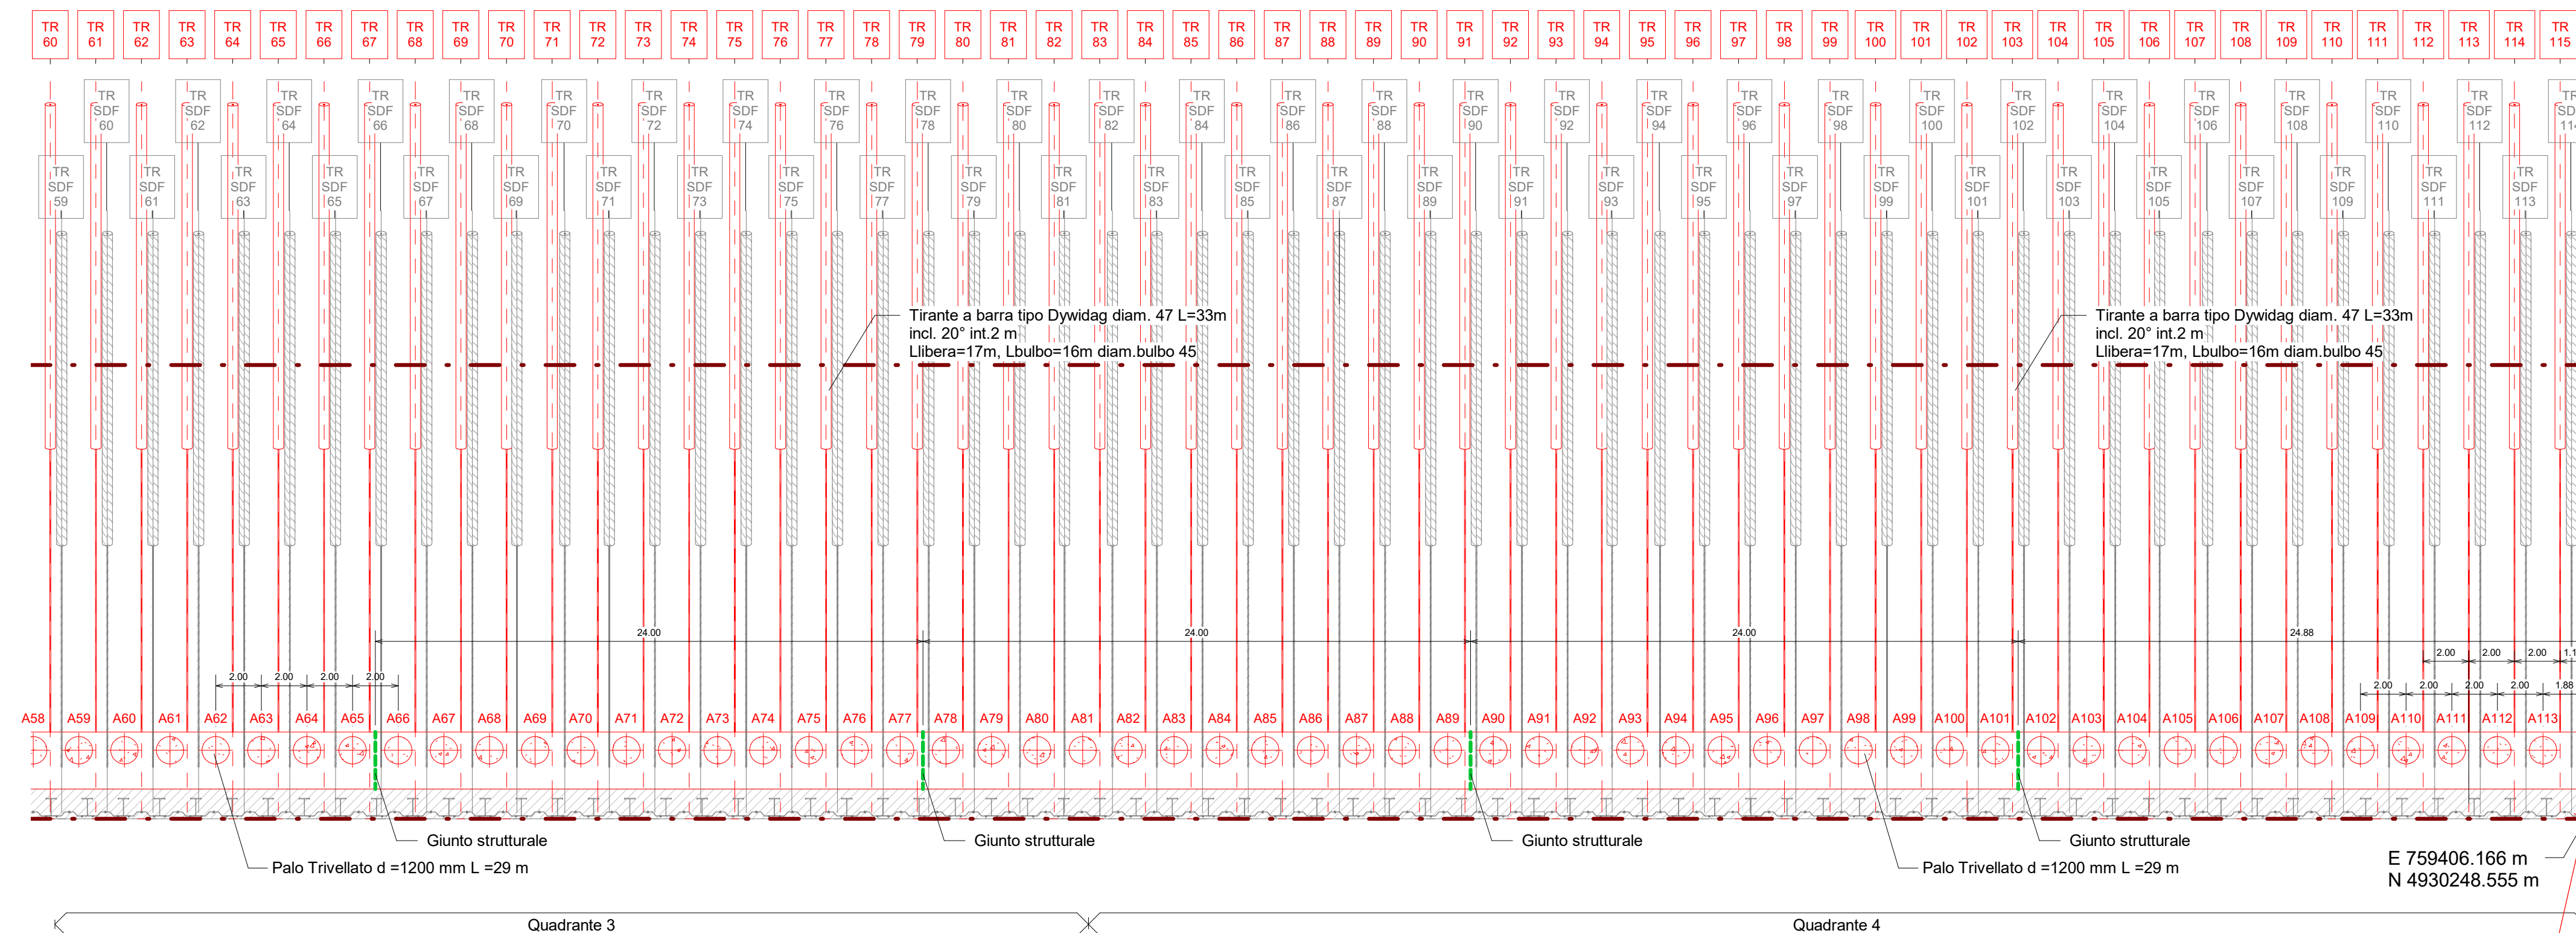 TR 60 TR 61 TR 62 TR 63 TR 64 TR 65 TR 66 TR 67 TR 68 TR 69 TR 70 TR 71 TR 72 TR 73 TR 74 TR 75 TR 76 TR 77 TR 78 TR 79 TR 80 TR 81 TR 82 TR 83 TR 84 TR 85 TR 86 TR 87 TR 88 TR 89 TR 90 TR 91 TR 92 TR 93 TR 94 TR 95 TR 96 TR 97 TR 98 TR 99 TR 100 TR 101 TR 102 TR 103 TR 104 TR 105 TR 106 TR 107 TR 108 TR 109 TR 110 TR 111 TR 112 TR 113 TR 114 TR 115
TR SDF 60 TR SDF 62 TR SDF 64 TR SDF 66 TR SDF 68 TR SDF 70 TR SDF 72 TR SDF 74 TR SDF 76 TR SDF 78 TR SDF 80 TR SDF 82 TR SDF 84 TR SDF 86 TR SDF 88 TR SDF 90 TR SDF 92 TR SDF 94 TR SDF 96 TR SDF 98 TR SDF 100 TR SDF 102 TR SDF 104 TR SDF 106 TR SDF 108 TR SDF 110 TR SDF 112
TR SDF 59 TR SDF 61 TR SDF 63 TR SDF 65 TR SDF 67 TR SDF 69 TR SDF 71 TR SDF 73 TR SDF 75 TR SDF 77 TR SDF 79 TR SDF 81 TR SDF 83 TR SDF 85 TR SDF 87 TR SDF 89 TR SDF 91 TR SDF 93 TR SDF 95 TR SDF 97 TR SDF 99 TR SDF 101 TR SDF 103 TR SDF 105 TR SDF 107 TR SDF 109 TR SDF 111 TR SDF 113
Tirante a barra tipo Dywidag diam. 47 L=33m
incl. 20° int.2 m
Llibera=17m, Lbulbo=16m diam.bulbo 45
Tirante a barra tipo Dywidag diam. 47 L=33m
incl. 20° int.2 m
Llibera=17m, Lbulbo=16m diam.bulbo 45
24.00 24.00 24.00 24.88
2.00 2.00 2.00
2.00 2.00 2.00 2.00
2.00 2.00 2.00 2.00 1.88
A58 A59 A60 A61 A62 A63 A64 A65 A66 A67 A68 A69 A70 A71 A72 A73 A74 A75 A76 A77 A78 A79 A80 A81 A82 A83 A84 A85 A86 A87 A88 A89 A90 A91 A92 A93 A94 A95 A96 A97 A98 A99 A100 A101 A102 A103 A104 A105 A106 A107 A108 A109 A110 A111 A112 A113
Giunto strutturale Giunto strutturale Giunto strutturale Giunto strutturale
Palo Trivellato d =1200 mm L =29 m Palo Trivellato d =1200 mm L =29 m
E 759406.166 m
N 4930248.555 m
Quadrante 3 Quadrante 4